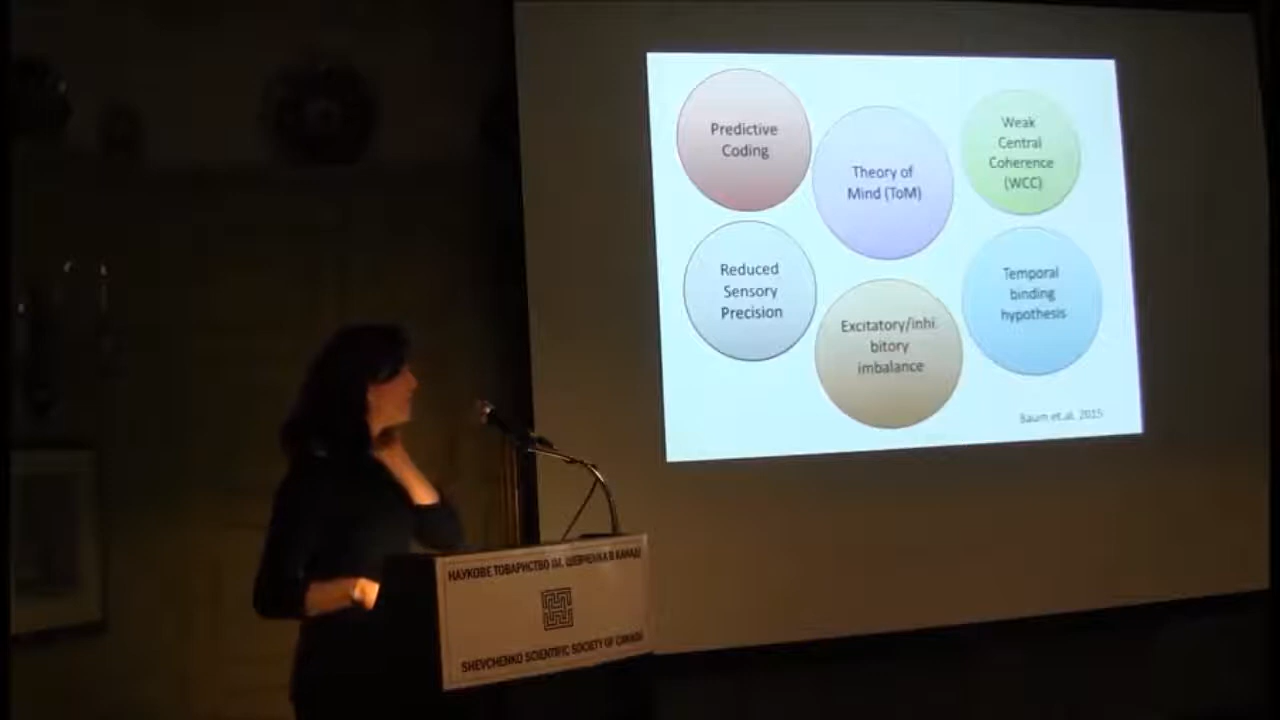 Predictive
Coding
Theory of
Mind (ToM)
Weak
Central
Coherence
(WCC)
Reduced
Sensory
Precision
Excitatory/inhi
bitory
imbalance
Temporal
binding
hypothesis
Baum et.al. 2015
НАУКОВЕ ТОВАРИСТВО ІМ. ШЕВЧЕНКА В КАНАДІ
SHEVCHENKO SCIENTIFIC SOCIETY OF CANADA